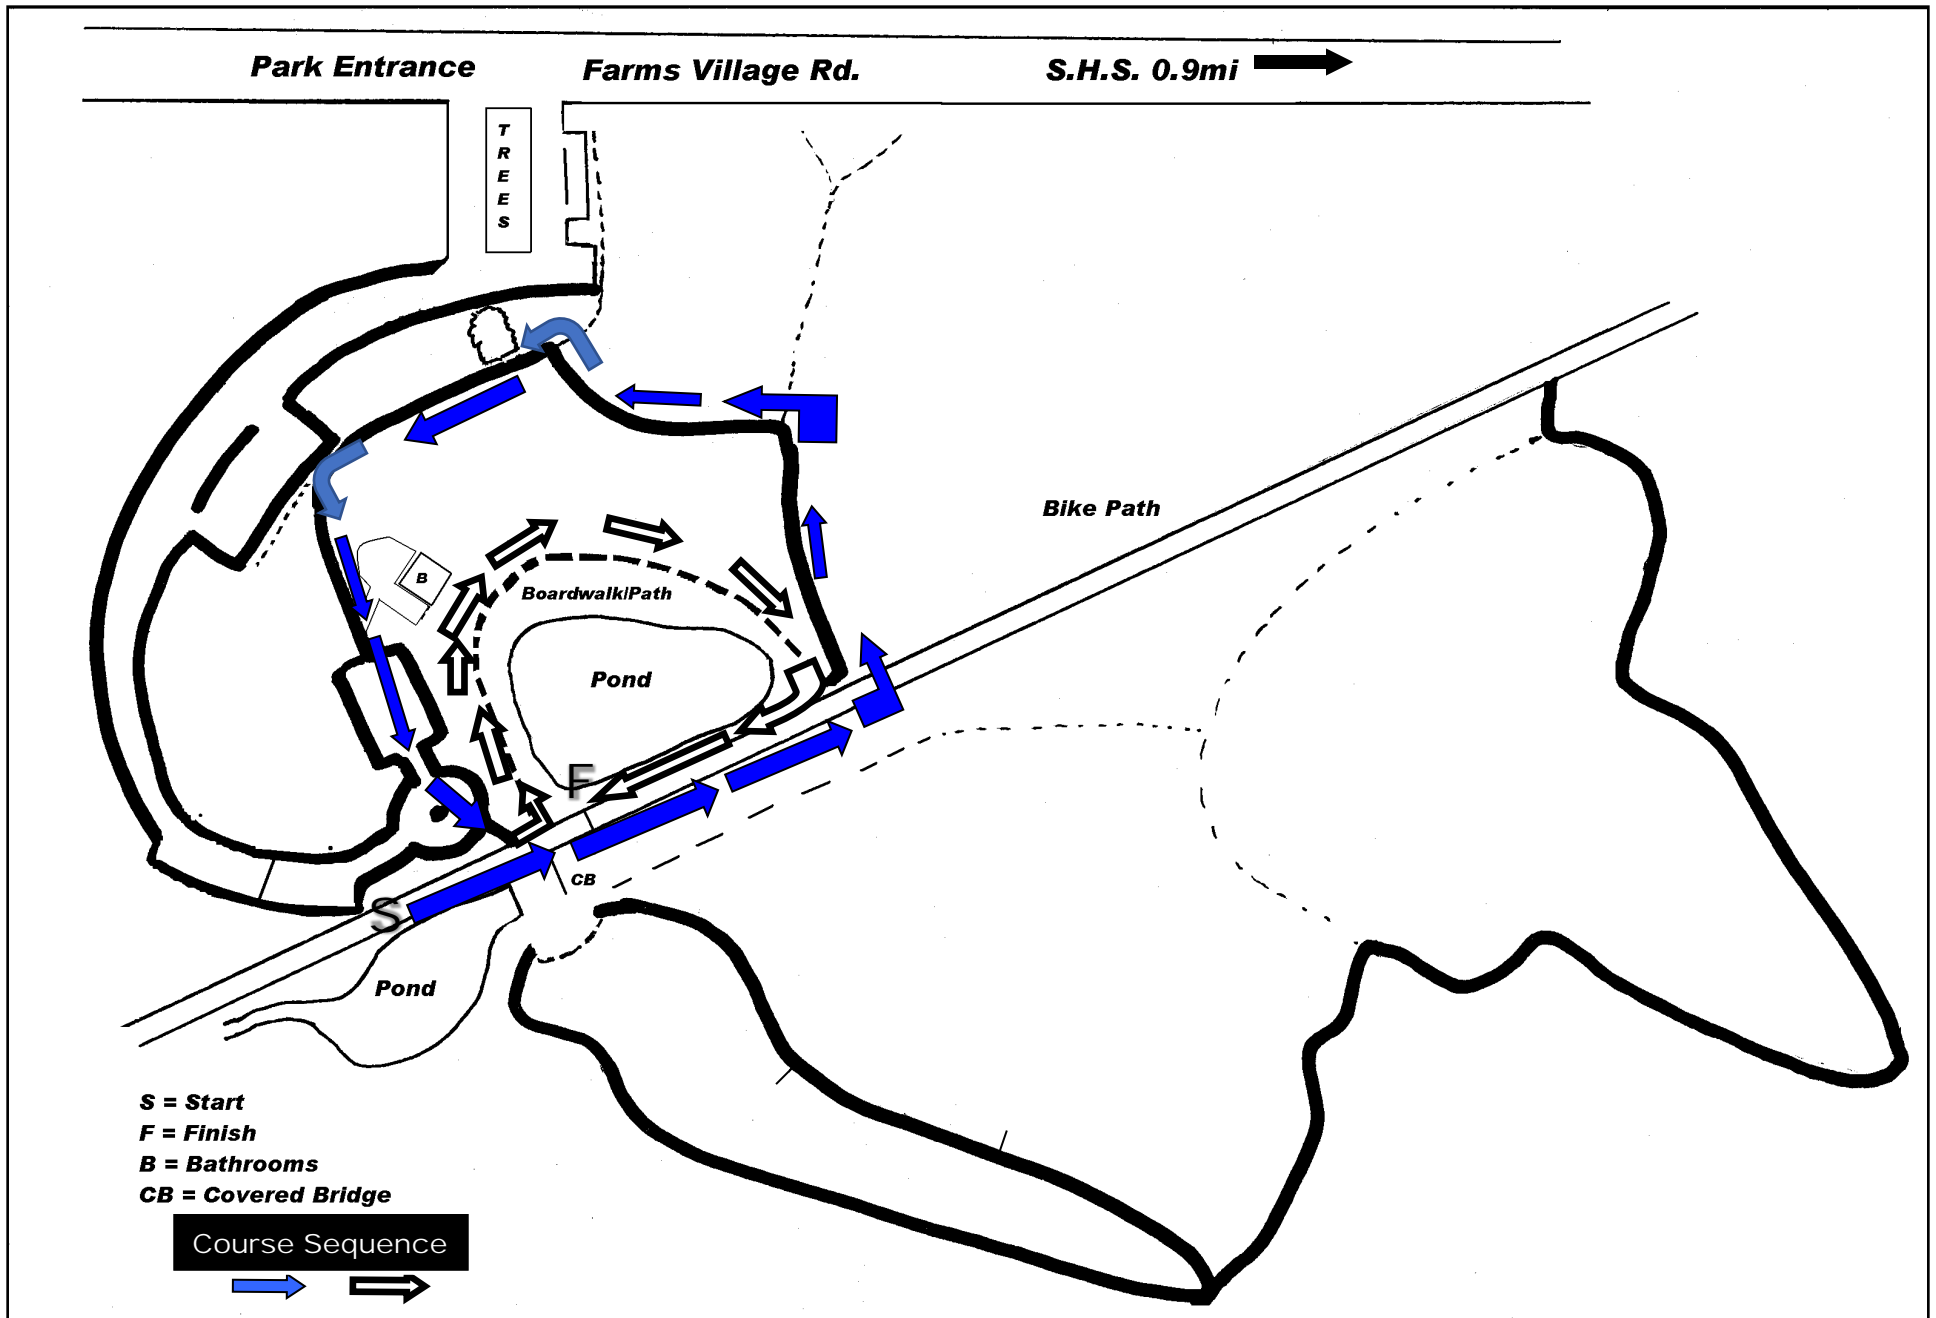 Park Entrance
Farms Village Rd.
S.H.S. 0.9mi
T
R
E
E
S
Bike Path
B
Boardwalk/Path
Pond
F
CB
S
Pond
S = Start
F = Finish
B = Bathrooms
CB = Covered Bridge
Course Sequence